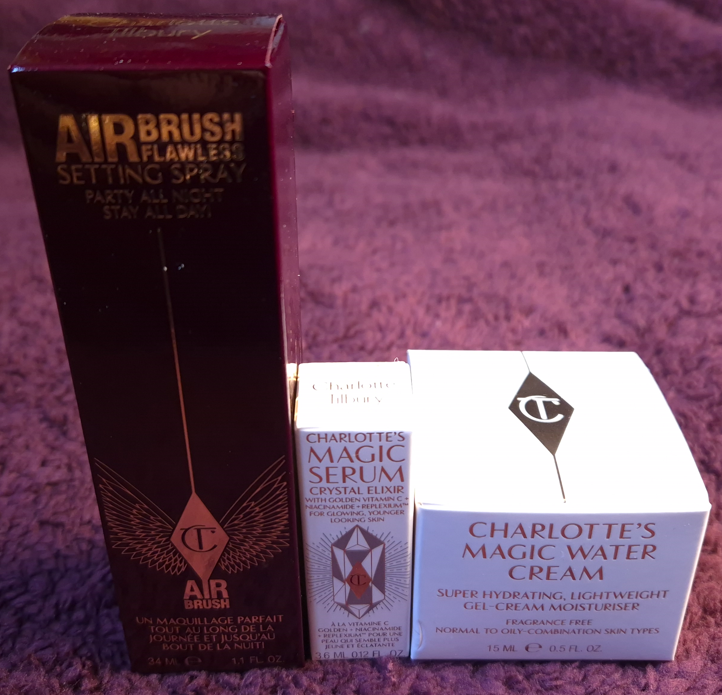 Charlotte
Tilbury
AIRBRUSH
FLAWLESS
SETTING SPRAY
PARTY ALL NIGHT
STAY ALL DAY!
CT
AIR
BRUSH
UN MAQUILLAGE PARFAIT
TOUT AU LONG DE LA
JOURNÉE ET JUSQU'AU
BOUT DE LA NUIT!
34 ML e 1.1 FL. OZ.
Charlotte
Tilbury
CHARLOTTE'S
MAGIC
SERUM
CRYSTAL ELIXIR
WITH GOLDEN VITAMIN C +
NIACINAMIDE + REPLEXIUM™
FOR GLOWING, YOUNGER
LOOKING SKIN
CT
À LA VITAMINE C
GOLDEN + NIACINAMIDE
+ REPLEXIUM™ POUR UNE
PEAU QUI SEMBLE PLUS
JEUNE ET ÉCLATANTE
3.6 ML 0.12 FL. OZ.
CT
CHARLOTTE'S
MAGIC WATER
CREAM
SUPER HYDRATING, LIGHTWEIGHT
GEL-CREAM MOISTURISER
FRAGRANCE FREE
NORMAL TO OILY-COMBINATION SKIN TYPES
15 ML e 0.5 FL. OZ.